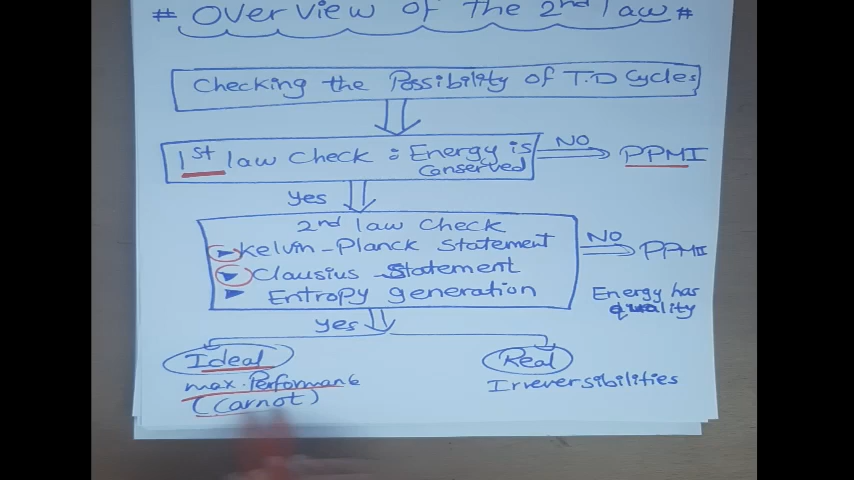 # Overview of the 2nd law #
Checking the Possibility of T.D Cycles
1st law check : Energy is Conserved
NO
PPMI
Yes
2nd law check
Kelvin-Planck Statement
Clausius Statement
Entropy generation
NO
PPMII
Energy has
quality
Yes
Ideal
max. Performance
(Carnot)
Real
Irreversibilities